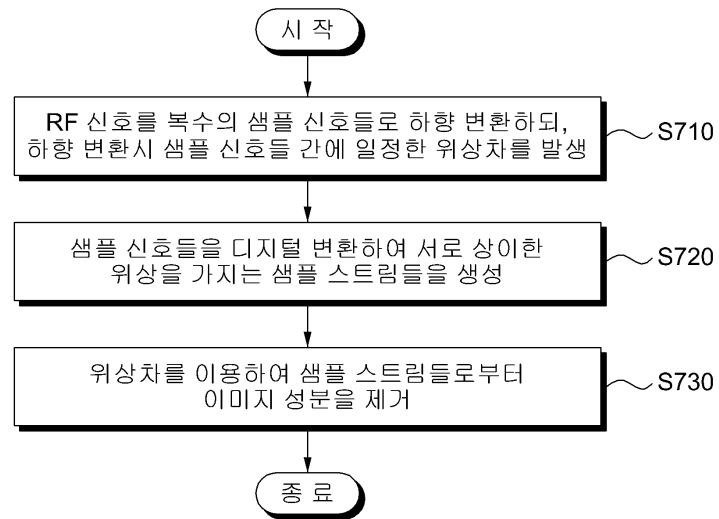 시 작
RF 신호를 복수의 샘플 신호들로 하향 변환하되,
하향 변환시 샘플 신호들 간에 일정한 위상차를 발생
S710
샘플 신호들을 디지털 변환하여 서로 상이한
위상을 가지는 샘플 스트림들을 생성
S720
위상차를 이용하여 샘플 스트림들로부터
이미지 성분을 제거
S730
종 료